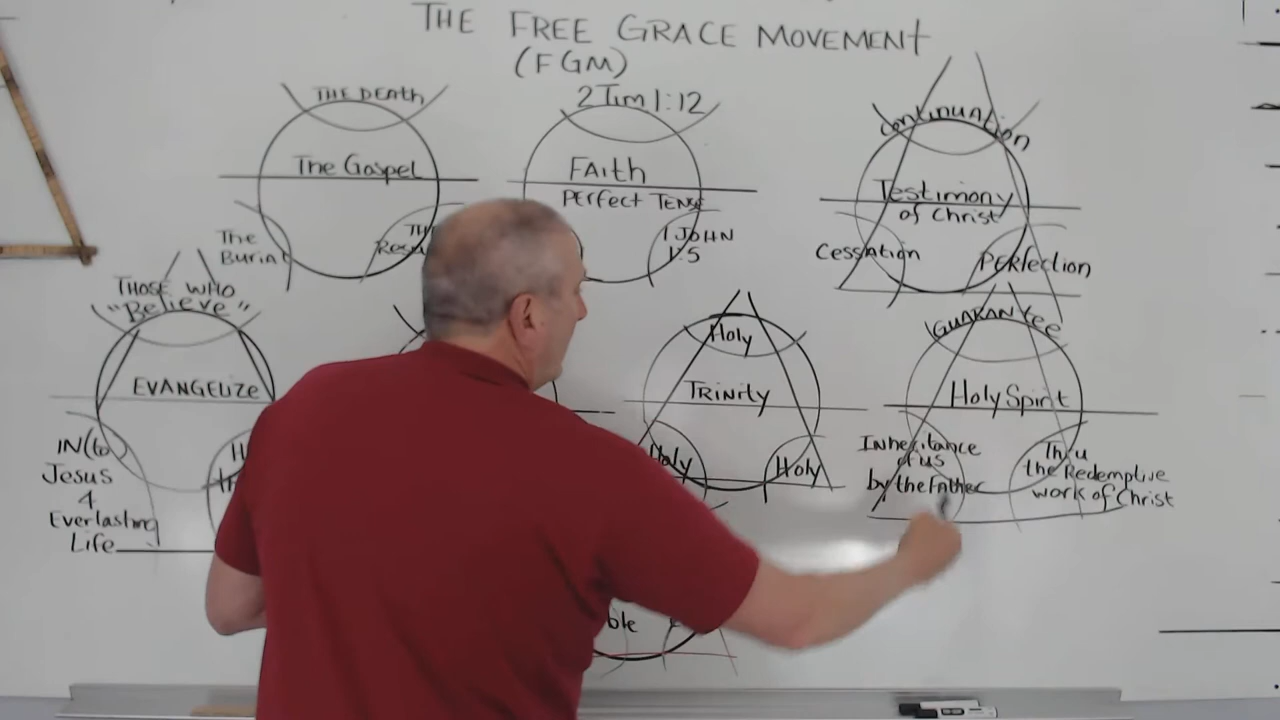 THE FREE GRACE MOVEMENT
(FGM)
THE DEATH
The Gospel
The
Burial
2 Tim 1:12
FAith
PERFECT TENSE
1 JOHN
1:5
CONTINUATION
Testimony
of Christ
Cessation
PERfection
THOSE WHO
"Believe"
EVANGELIZE
IN(to)
Jesus
4
Everlasting
Life
Holy
TRINity
Holy
Holy
GUARANTee
Holy Spirit
Inheritance
of us
by the Father
Thru
the Redemptive
work of Christ